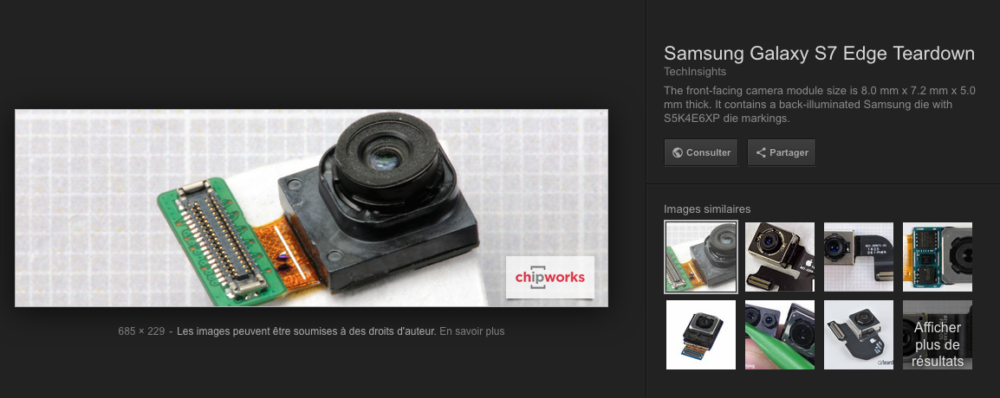 Samsung Galaxy S7 Edge Teardown
TechInsights
The front-facing camera module size is 8.0 mm x 7.2 mm x 5.0
mm thick. It contains a back-illuminated Samsung die with
S5K4E6XP die markings.
Consulter
Partager
chipworks
685 × 229 - Les images peuvent être soumises à des droits d'auteur. En savoir plus
Images similaires
Afficher
plus de
résultats